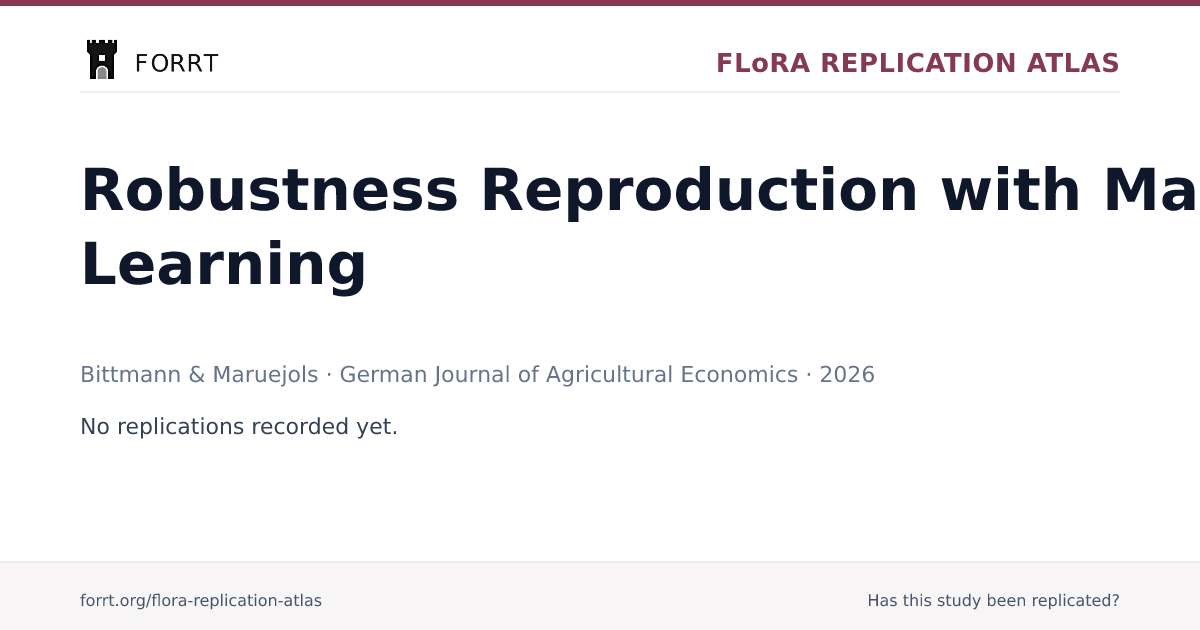 FORRT
FLoRA REPLICATION ATLAS
Robustness Reproduction with Ma
Learning
Bittmann & Maruejols · German Journal of Agricultural Economics · 2026
No replications recorded yet.
forrt.org/flora-replication-atlas
Has this study been replicated?